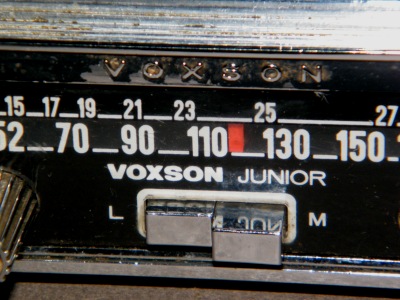 VOXSON
15 17 19 21 23 25 27
52 70 90 110 130 150
VOXSON JUNIOR
L M